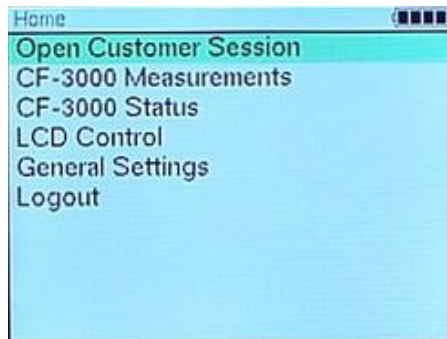 Home
Open Customer Session
CF-3000 Measurements
CF-3000 Status
LCD Control
General Settings
Logout